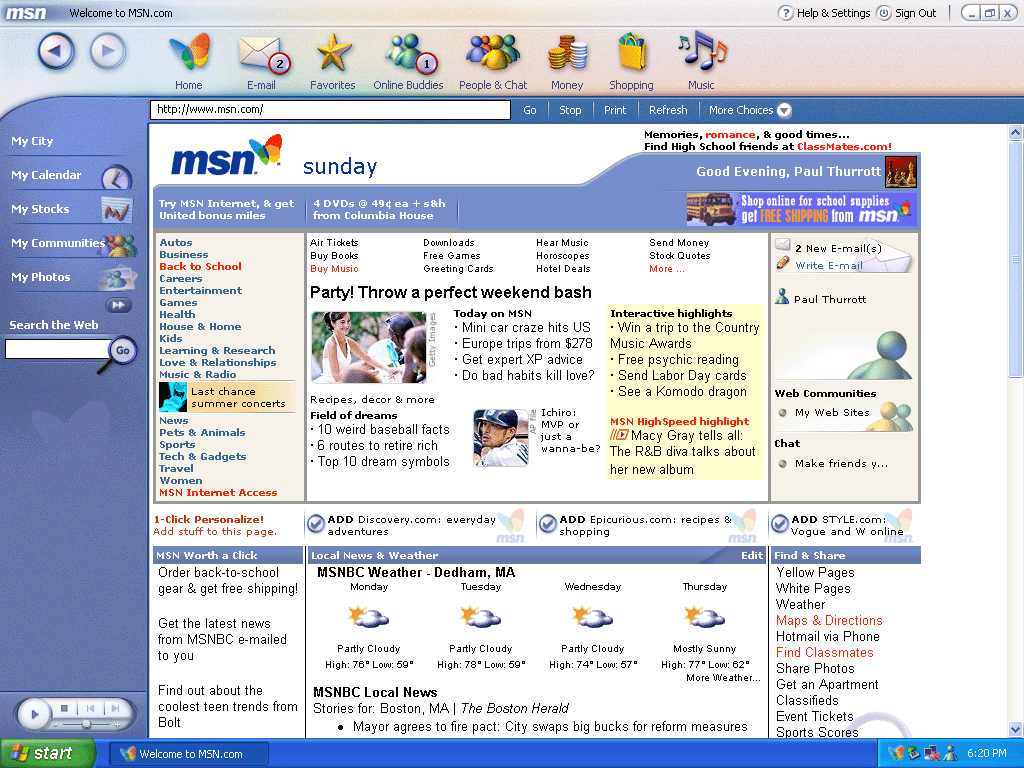 msn Welcome to MSN.com
Help & Settings Sign Out
2
1
Home E-mail Favorites Online Buddies People & Chat Money Shopping Music
http://www.msn.com/ Go Stop Print Refresh More Choices
My City
My Calendar
My Stocks
My Communities
My Photos
Search the Web
Go
Memories, romance, & good times...
Find High School friends at ClassMates.com!
msn sunday
Good Evening, Paul Thurrott
Try MSN Internet, & get
United bonus miles
4 DVDs @ 49¢ ea + s&h
from Columbia House
Shop online for school supplies
get FREE SHIPPING from msn
Autos
Business
Back to School
Careers
Entertainment
Games
Health
House & Home
Kids
Learning & Research
Love & Relationships
Music & Radio
Last chance
summer concerts
News
Pets & Animals
Sports
Tech & Gadgets
Travel
Women
MSN Internet Access
Air Tickets Downloads Hear Music Send Money
Buy Books Free Games Horoscopes Stock Quotes
Buy Music Greeting Cards Hotel Deals More ...
Party! Throw a perfect weekend bash
Getty Images
Today on MSN
· Mini car craze hits US
· Europe trips from $278
· Get expert XP advice
· Do bad habits kill love?
Recipes, decor & more
Field of dreams
· 10 weird baseball facts
· 6 routes to retire rich
· Top 10 dream symbols
AP file
Ichiro:
MVP or
just a
wanna-be?
Interactive highlights
· Win a trip to the Country
Music Awards
· Free psychic reading
· Send Labor Day cards
· See a Komodo dragon
MSN HighSpeed highlight
Macy Gray tells all:
The R&B diva talks about
her new album
2 New E-mail(s)
Write E-mail
Paul Thurrott
Web Communities
My Web Sites
Chat
Make friends y...
1-Click Personalize!
Add stuff to this page.
ADD Discovery.com: everyday
adventures
msn
ADD Epicurious.com: recipes &
shopping
msn
ADD STYLE.com:
Vogue and W online
msn
MSN Worth a Click
Order back-to-school
gear & get free shipping!
Get the latest news
from MSNBC e-mailed
to you
Find out about the
coolest teen trends from
Bolt
Local News & Weather Edit
MSNBC Weather - Dedham, MA
Monday Tuesday Wednesday Thursday
Partly Cloudy Partly Cloudy Partly Cloudy Mostly Sunny
High: 76° Low: 59° High: 78° Low: 59° High: 74° Low: 57° High: 77° Low: 62°
More Weather...
MSNBC Local News
Stories for: Boston, MA | The Boston Herald
• Mayor agrees to fire pact: City swaps big bucks for reform measures
Find & Share
Yellow Pages
White Pages
Weather
Maps & Directions
Hotmail via Phone
Find Classmates
Share Photos
Get an Apartment
Classifieds
Event Tickets
Sports Scores
start Welcome to MSN.com 6:20 PM